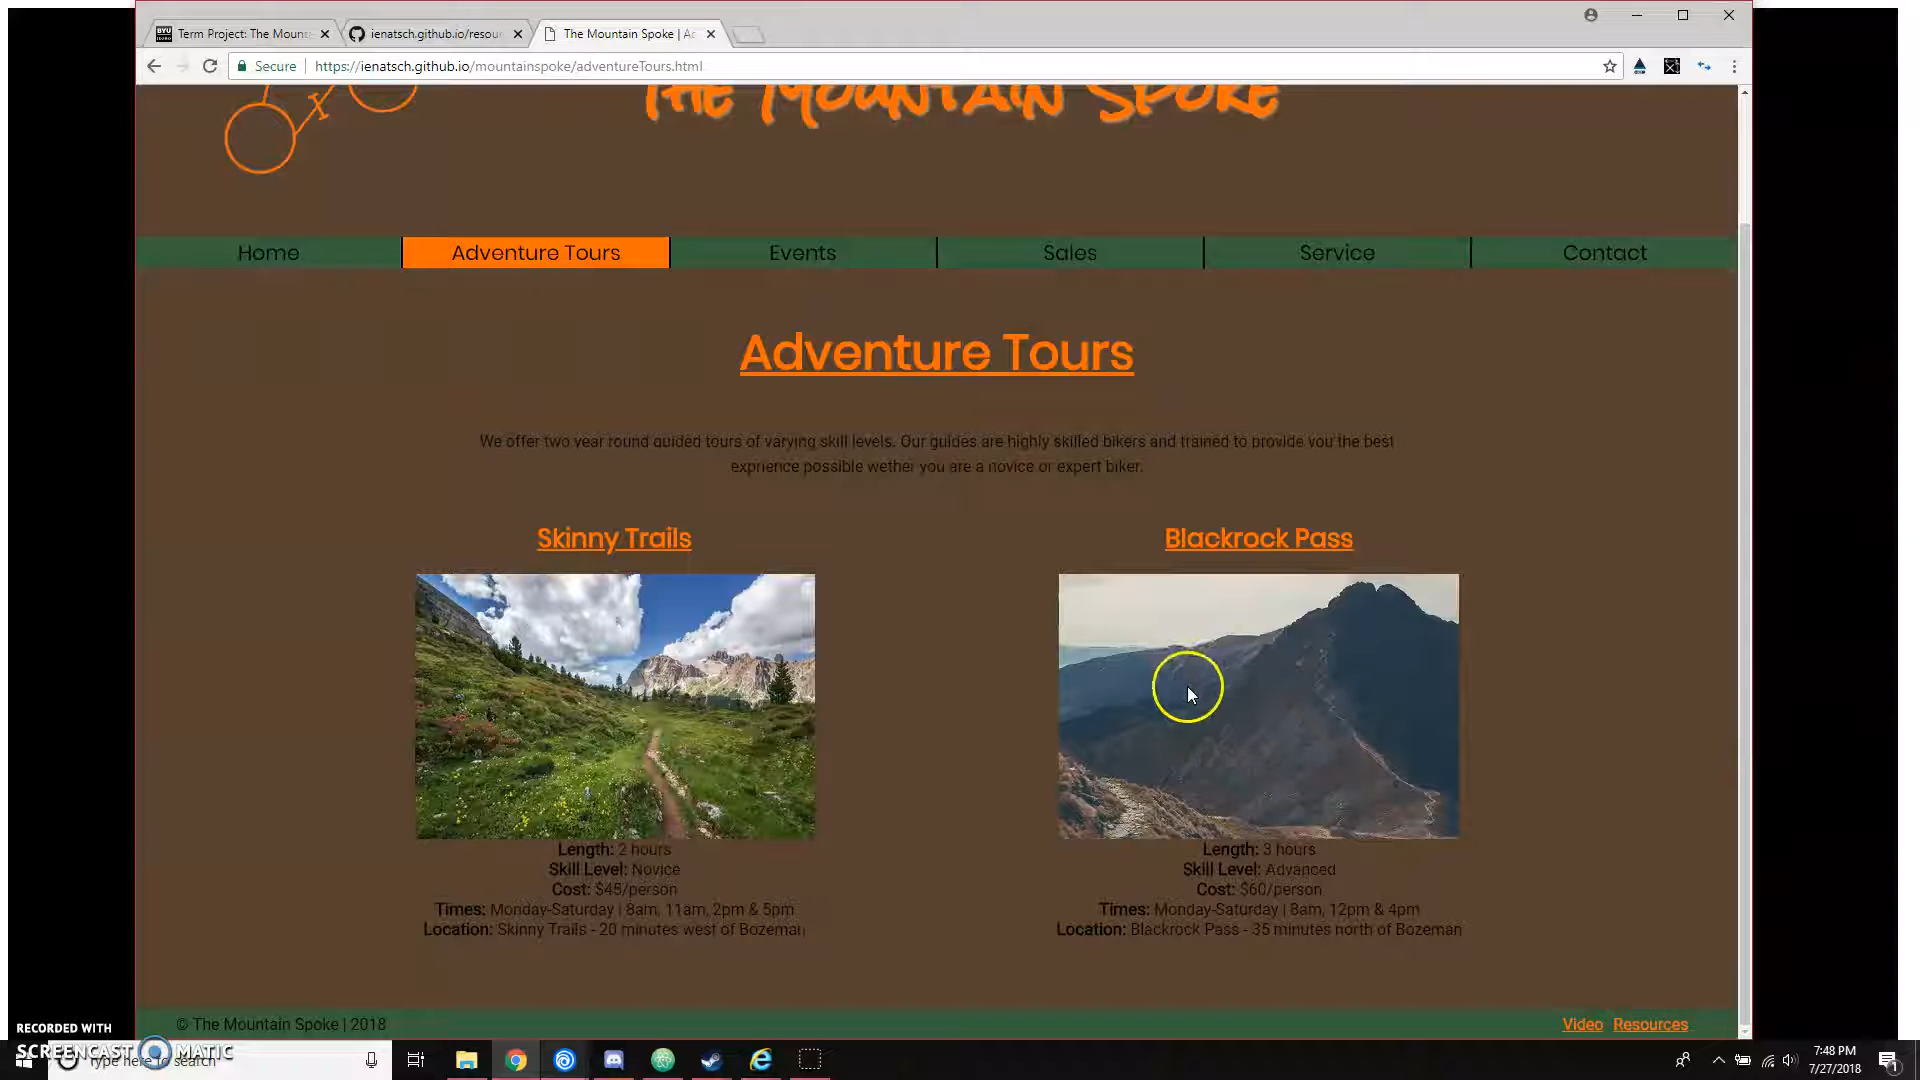 Term Project: The Mounta
ienatsch.github.io/resou
The Mountain Spoke | Ad
Secure
https://ienatsch.github.io/mountainspoke/adventureTours.html
THE MOUNTAIN SPOKE
Home
Adventure Tours
Events
Sales
Service
Contact
Adventure Tours
We offer two year round guided tours of varying skill levels. Our guides are highly skilled bikers and trained to provide you the best
exprience possible wether you are a novice or expert biker.
Skinny Trails
Blackrock Pass
Length: 2 hours
Skill Level: Novice
Cost: $45/person
Times: Monday-Saturday | 8am, 11am, 2pm & 5pm
Location: Skinny Trails - 20 minutes west of Bozeman
Length: 3 hours
Skill Level: Advanced
Cost: $60/person
Times: Monday-Saturday | 8am, 12pm & 4pm
Location: Blackrock Pass - 35 minutes north of Bozeman
© The Mountain Spoke | 2018
Video Resources
RECORDED WITH
SCREENCAST MATIC
Type here to search
7:48 PM
7/27/2018